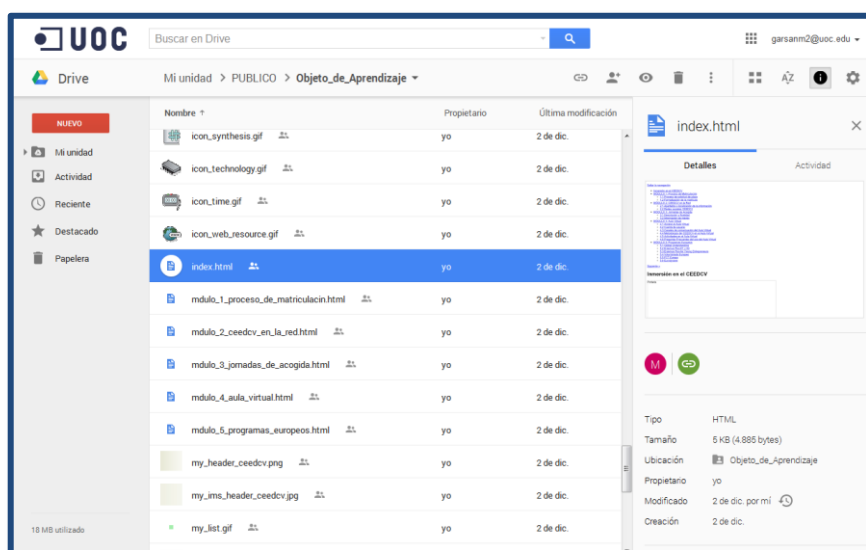 UOC
Buscar en Drive
garsanm2@uoc.edu
Drive
Mi unidad > PUBLICO > Objeto_de_Aprendizaje
AZ
NUEVO
Mi unidad
Actividad
Reciente
Destacado
Papelera
18 MB utilizado
Nombre ↑ Propietario Última modificación
icon_synthesis.gif yo 2 de dic.
icon_technology.gif yo 2 de dic.
icon_time.gif yo 2 de dic.
icon_web_resource.gif yo 2 de dic.
index.html yo 2 de dic.
mdulo_1_proceso_de_matriculacin.html yo 2 de dic.
mdulo_2_ceedcv_en_la_red.html yo 2 de dic.
mdulo_3_jornadas_de_acogida.html yo 2 de dic.
mdulo_4_aula_virtual.html yo 2 de dic.
mdulo_5_programas_europeos.html yo 2 de dic.
my_header_ceedcv.png yo 2 de dic.
my_ims_header_ceedcv.jpg yo 2 de dic.
my_list.gif yo 2 de dic.
index.html
Detalles Actividad
Inmersión en el CEEDCV
M
Tipo HTML
Tamaño 5 KB (4.885 bytes)
Ubicación Objeto_de_Aprendizaje
Propietario yo
Modificado 2 de dic. por mí
Creación 2 de dic.